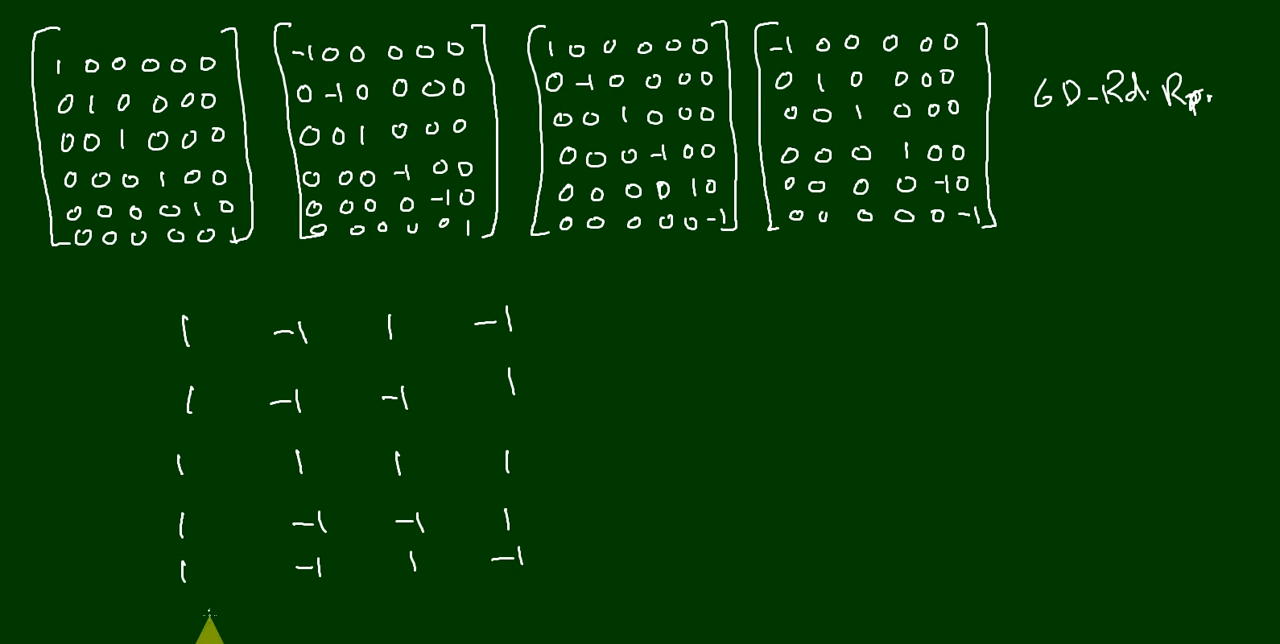 1 0 0 0 0 0 -1 0 0 0 0 0 1 0 0 0 0 0 -1 0 0 0 0 0
0 1 0 0 0 0 0 -1 0 0 0 0 0 -1 0 0 0 0 0 1 0 0 0 0 6D-Rd. Rp.
0 0 1 0 0 0 0 0 1 0 0 0 0 0 1 0 0 0 0 0 1 0 0 0
0 0 0 1 0 0 0 0 0 -1 0 0 0 0 0 -1 0 0 0 0 0 1 0 0
0 0 0 0 1 0 0 0 0 0 -1 0 0 0 0 0 1 0 0 0 0 0 -1 0
0 0 0 0 0 1 0 0 0 0 0 1 0 0 0 0 0 -1 0 0 0 0 0 -1
1 -1 1 -1
1 -1 -1 1
1 1 1 1
1 -1 -1 1
1 -1 1 -1